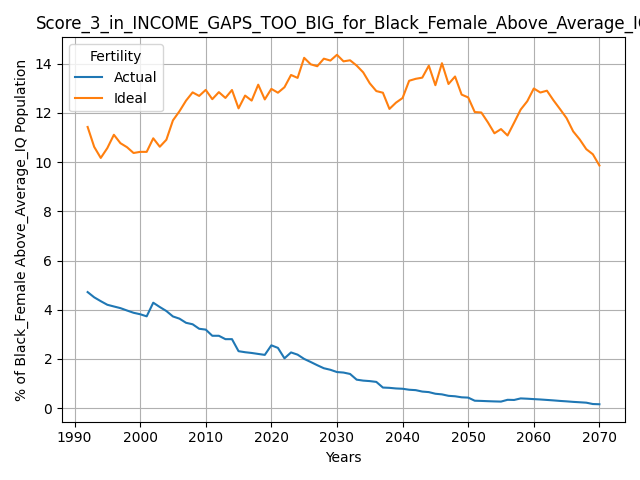 Score_3_in_INCOME_GAPS_TOO_BIG_for_Black_Female_Above_Average_IQ
Fertility
Actual
Ideal
% of Black_Female Above_Average_IQ Population
14
12
10
8
6
4
2
0
1990 2000 2010 2020 2030 2040 2050 2060 2070
Years